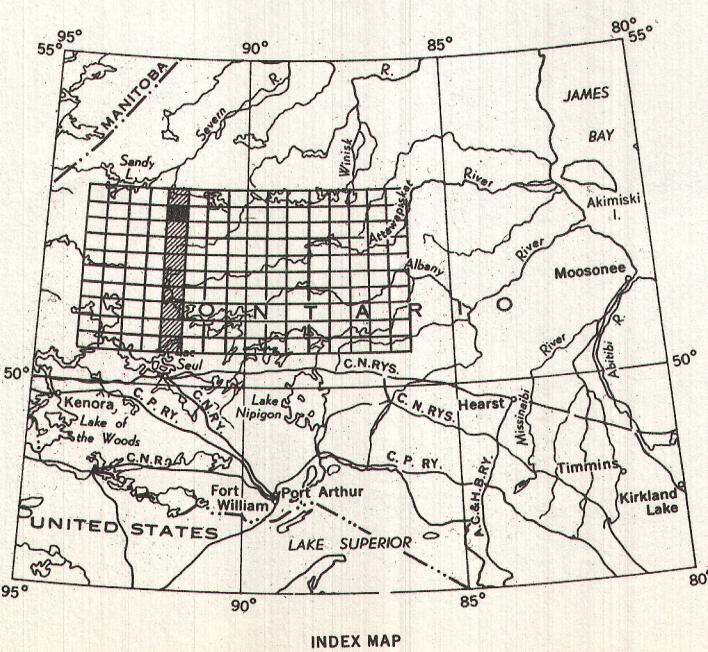 95°
55°
90°
85°
80°
55°
MANITOBA
Severn
R.
R.
JAMES
BAY
Sandy
L.
Winisk
River
Attawapiskat
Akimiski
I.
River
Albany
Moosonee
ONTARIO
Lac
Seul
C.N.RYS.
River
Abitibi
R.
50°
50°
Kenora
C.P.RY.
C.N.RY.
Lake
Nipigon
C.N.RYS.
Hearst
Missinaibi
Lake of
the Woods
C.N.R.
C.P.RY.
Timmins
Fort
William
Port Arthur
A.C.&H.B.RY.
Kirkland
Lake
UNITED STATES
LAKE SUPERIOR
95°
90°
85°
80°
INDEX MAP